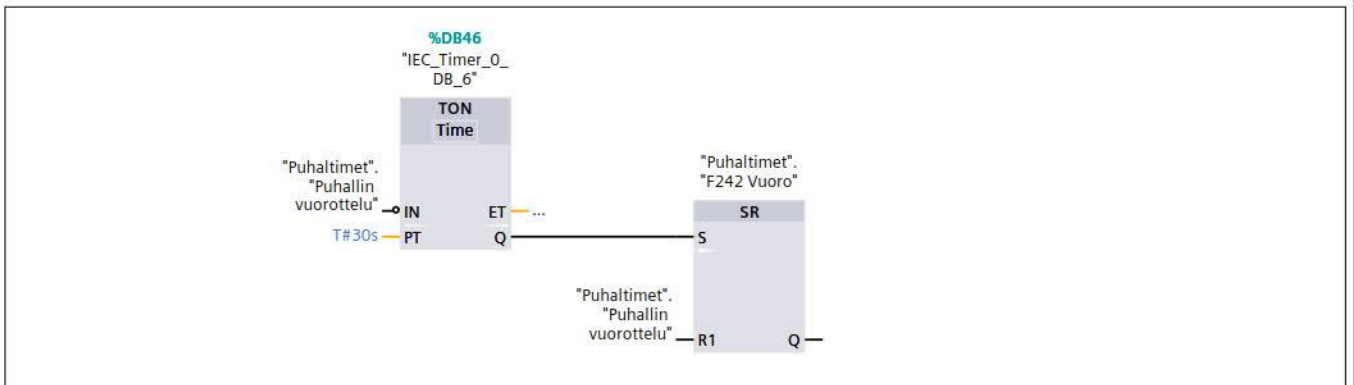 %DB46
"IEC_Timer_0_
DB_6"
TON
Time
"Puhaltimet".
"Puhallin
vuorottelu"
IN
ET
...
T#30s
PT
Q
"Puhaltimet".
"F242 Vuoro"
SR
S
"Puhaltimet".
"Puhallin
vuorottelu"
R1
Q